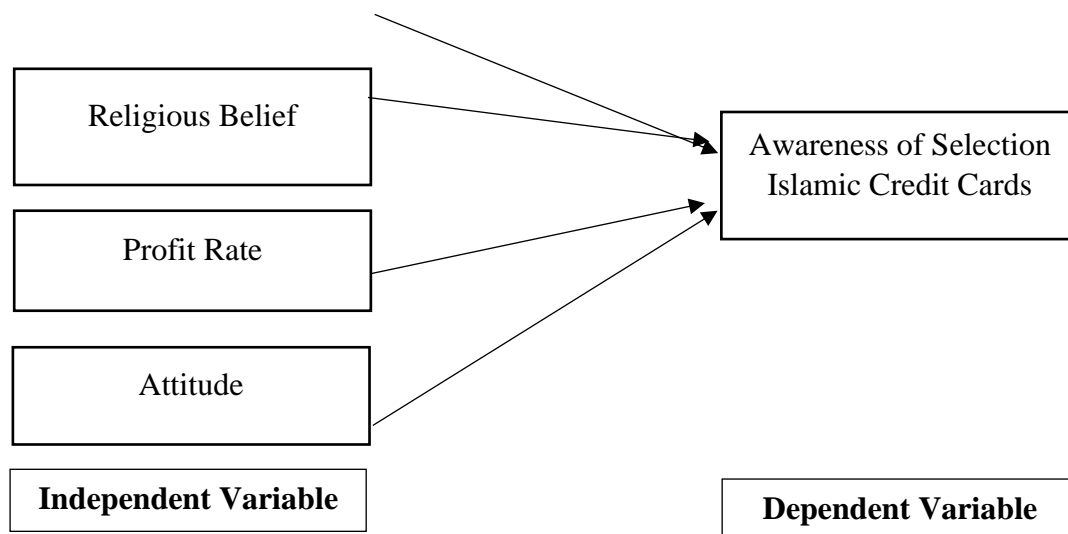 Religious Belief
Awareness of Selection
Islamic Credit Cards
Profit Rate
Attitude
Independent Variable
Dependent Variable